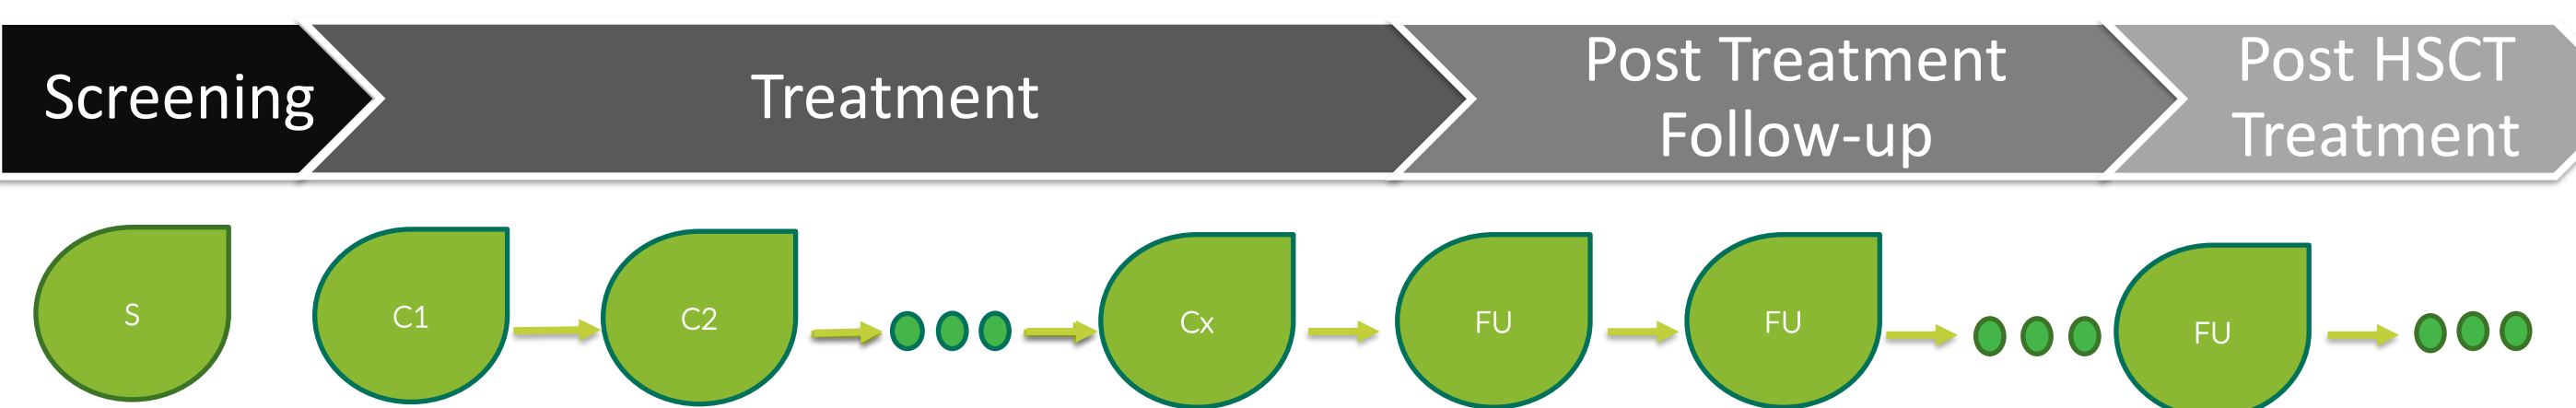 Screening
Treatment
Post Treatment
Follow-up
Post HSCT
Treatment
S
C1
C2
Cx
FU
FU
FU